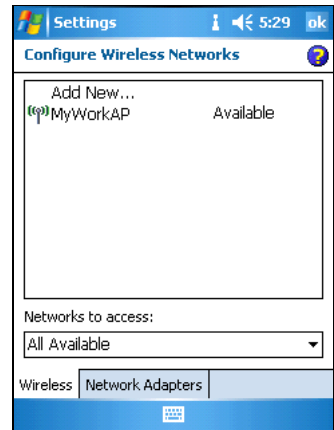 Settings 5:29 ok
Configure Wireless Networks
Add New...
MyWorkAP Available
Networks to access:
All Available
Wireless Network Adapters